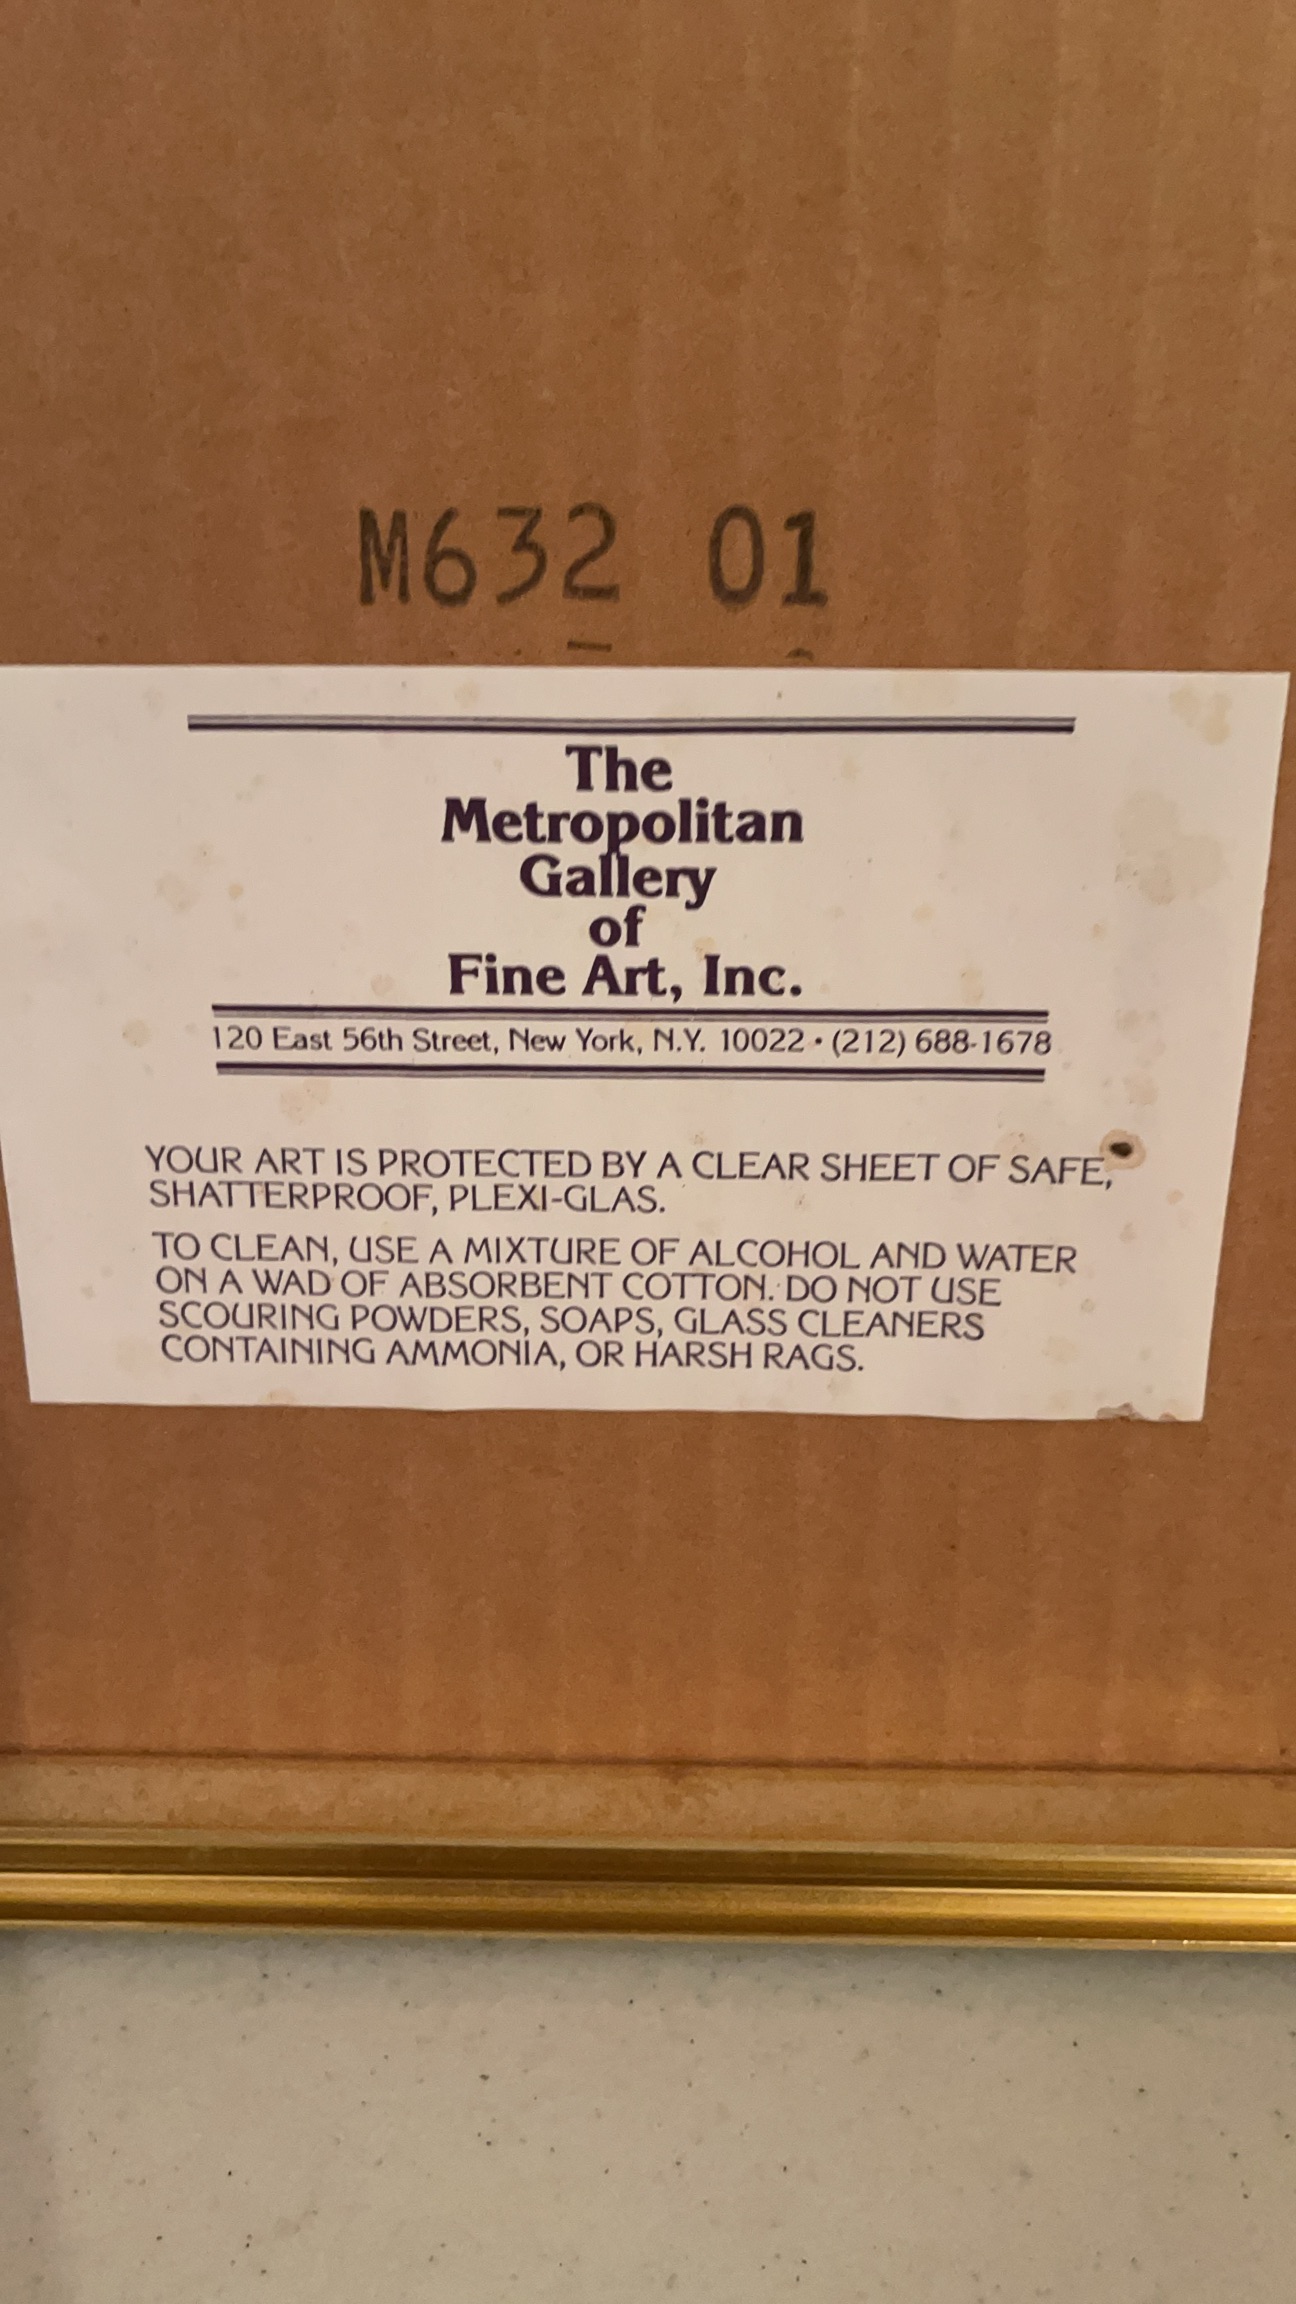 M632 01
The
Metropolitan
Gallery
of
Fine Art, Inc.
120 East 56th Street, New York, N.Y. 10022 • (212) 688-1678
YOUR ART IS PROTECTED BY A CLEAR SHEET OF SAFE,
SHATTERPROOF, PLEXI-GLAS.
TO CLEAN, USE A MIXTURE OF ALCOHOL AND WATER
ON A WAD OF ABSORBENT COTTON. DO NOT USE
SCOURING POWDERS, SOAPS, GLASS CLEANERS
CONTAINING AMMONIA, OR HARSH RAGS.